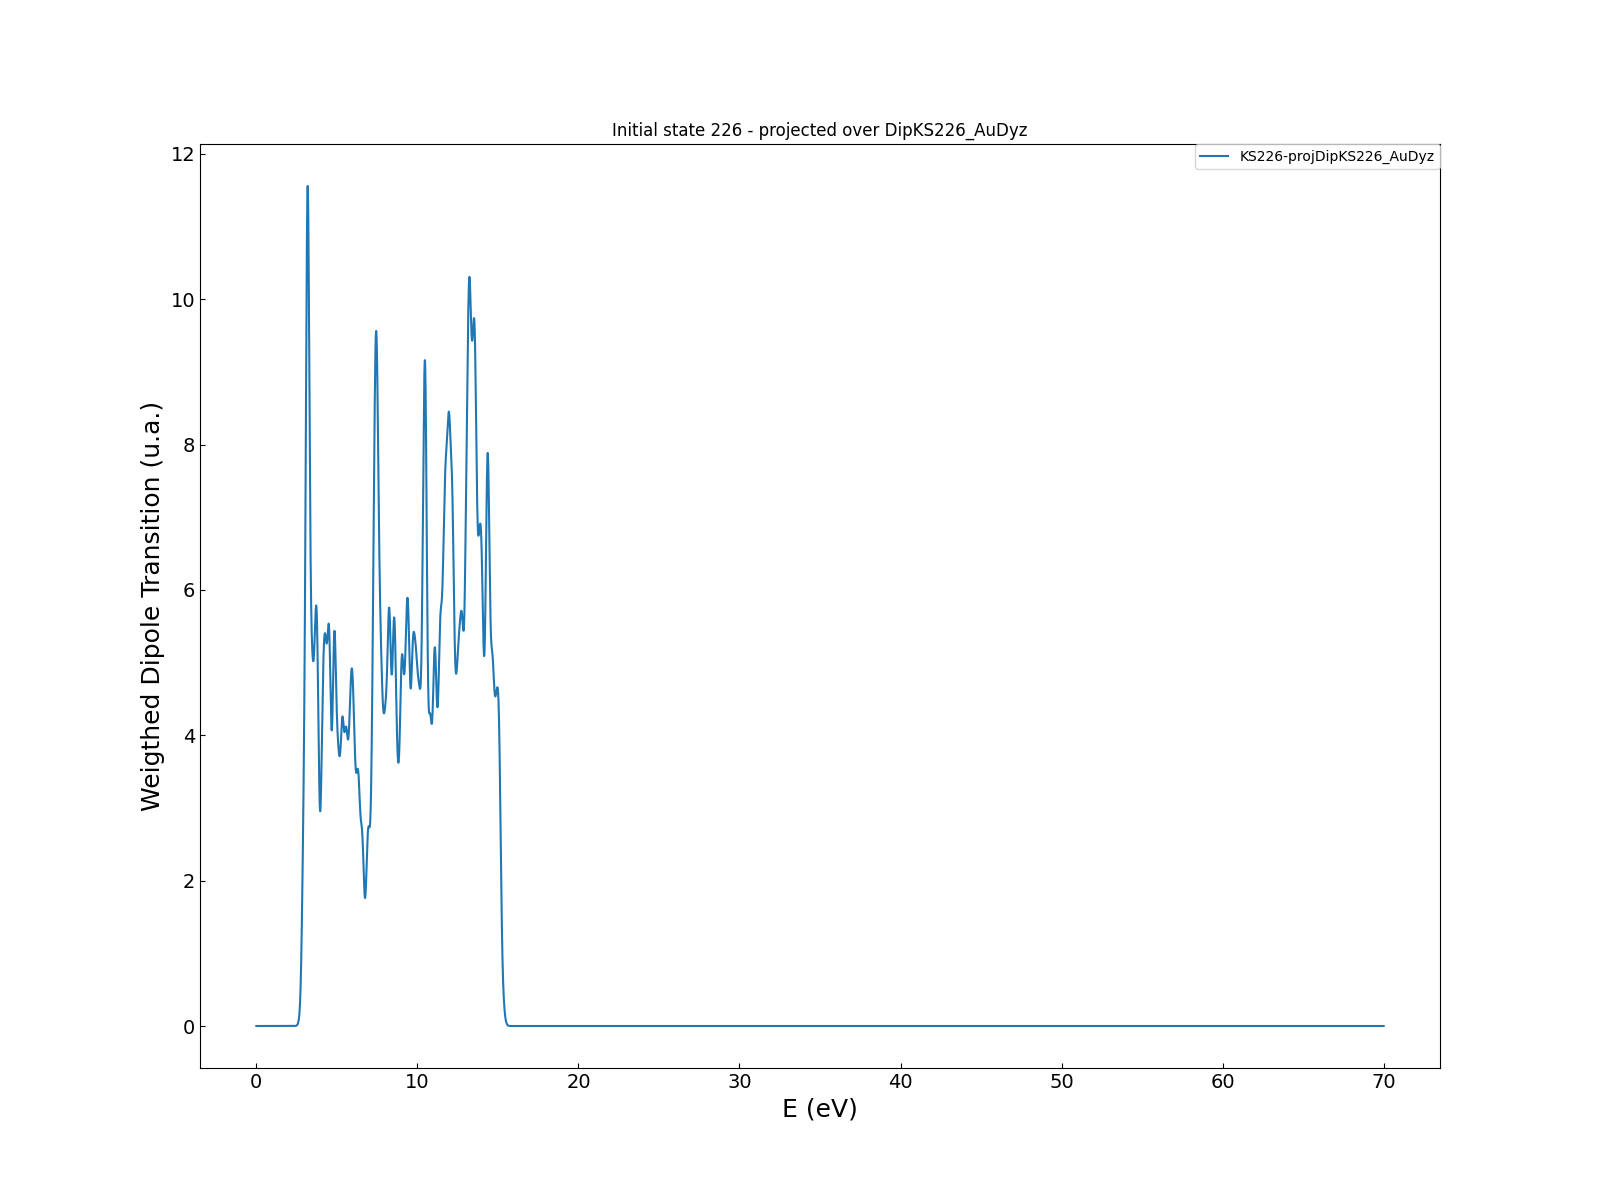 Initial state 226 - projected over DipKS226_AuDyz
KS226-projDipKS226_AuDyz
12
10
8
6
4
2
0
Weigthed Dipole Transition (u.a.)
0 10 20 30 40 50 60 70
E (eV)